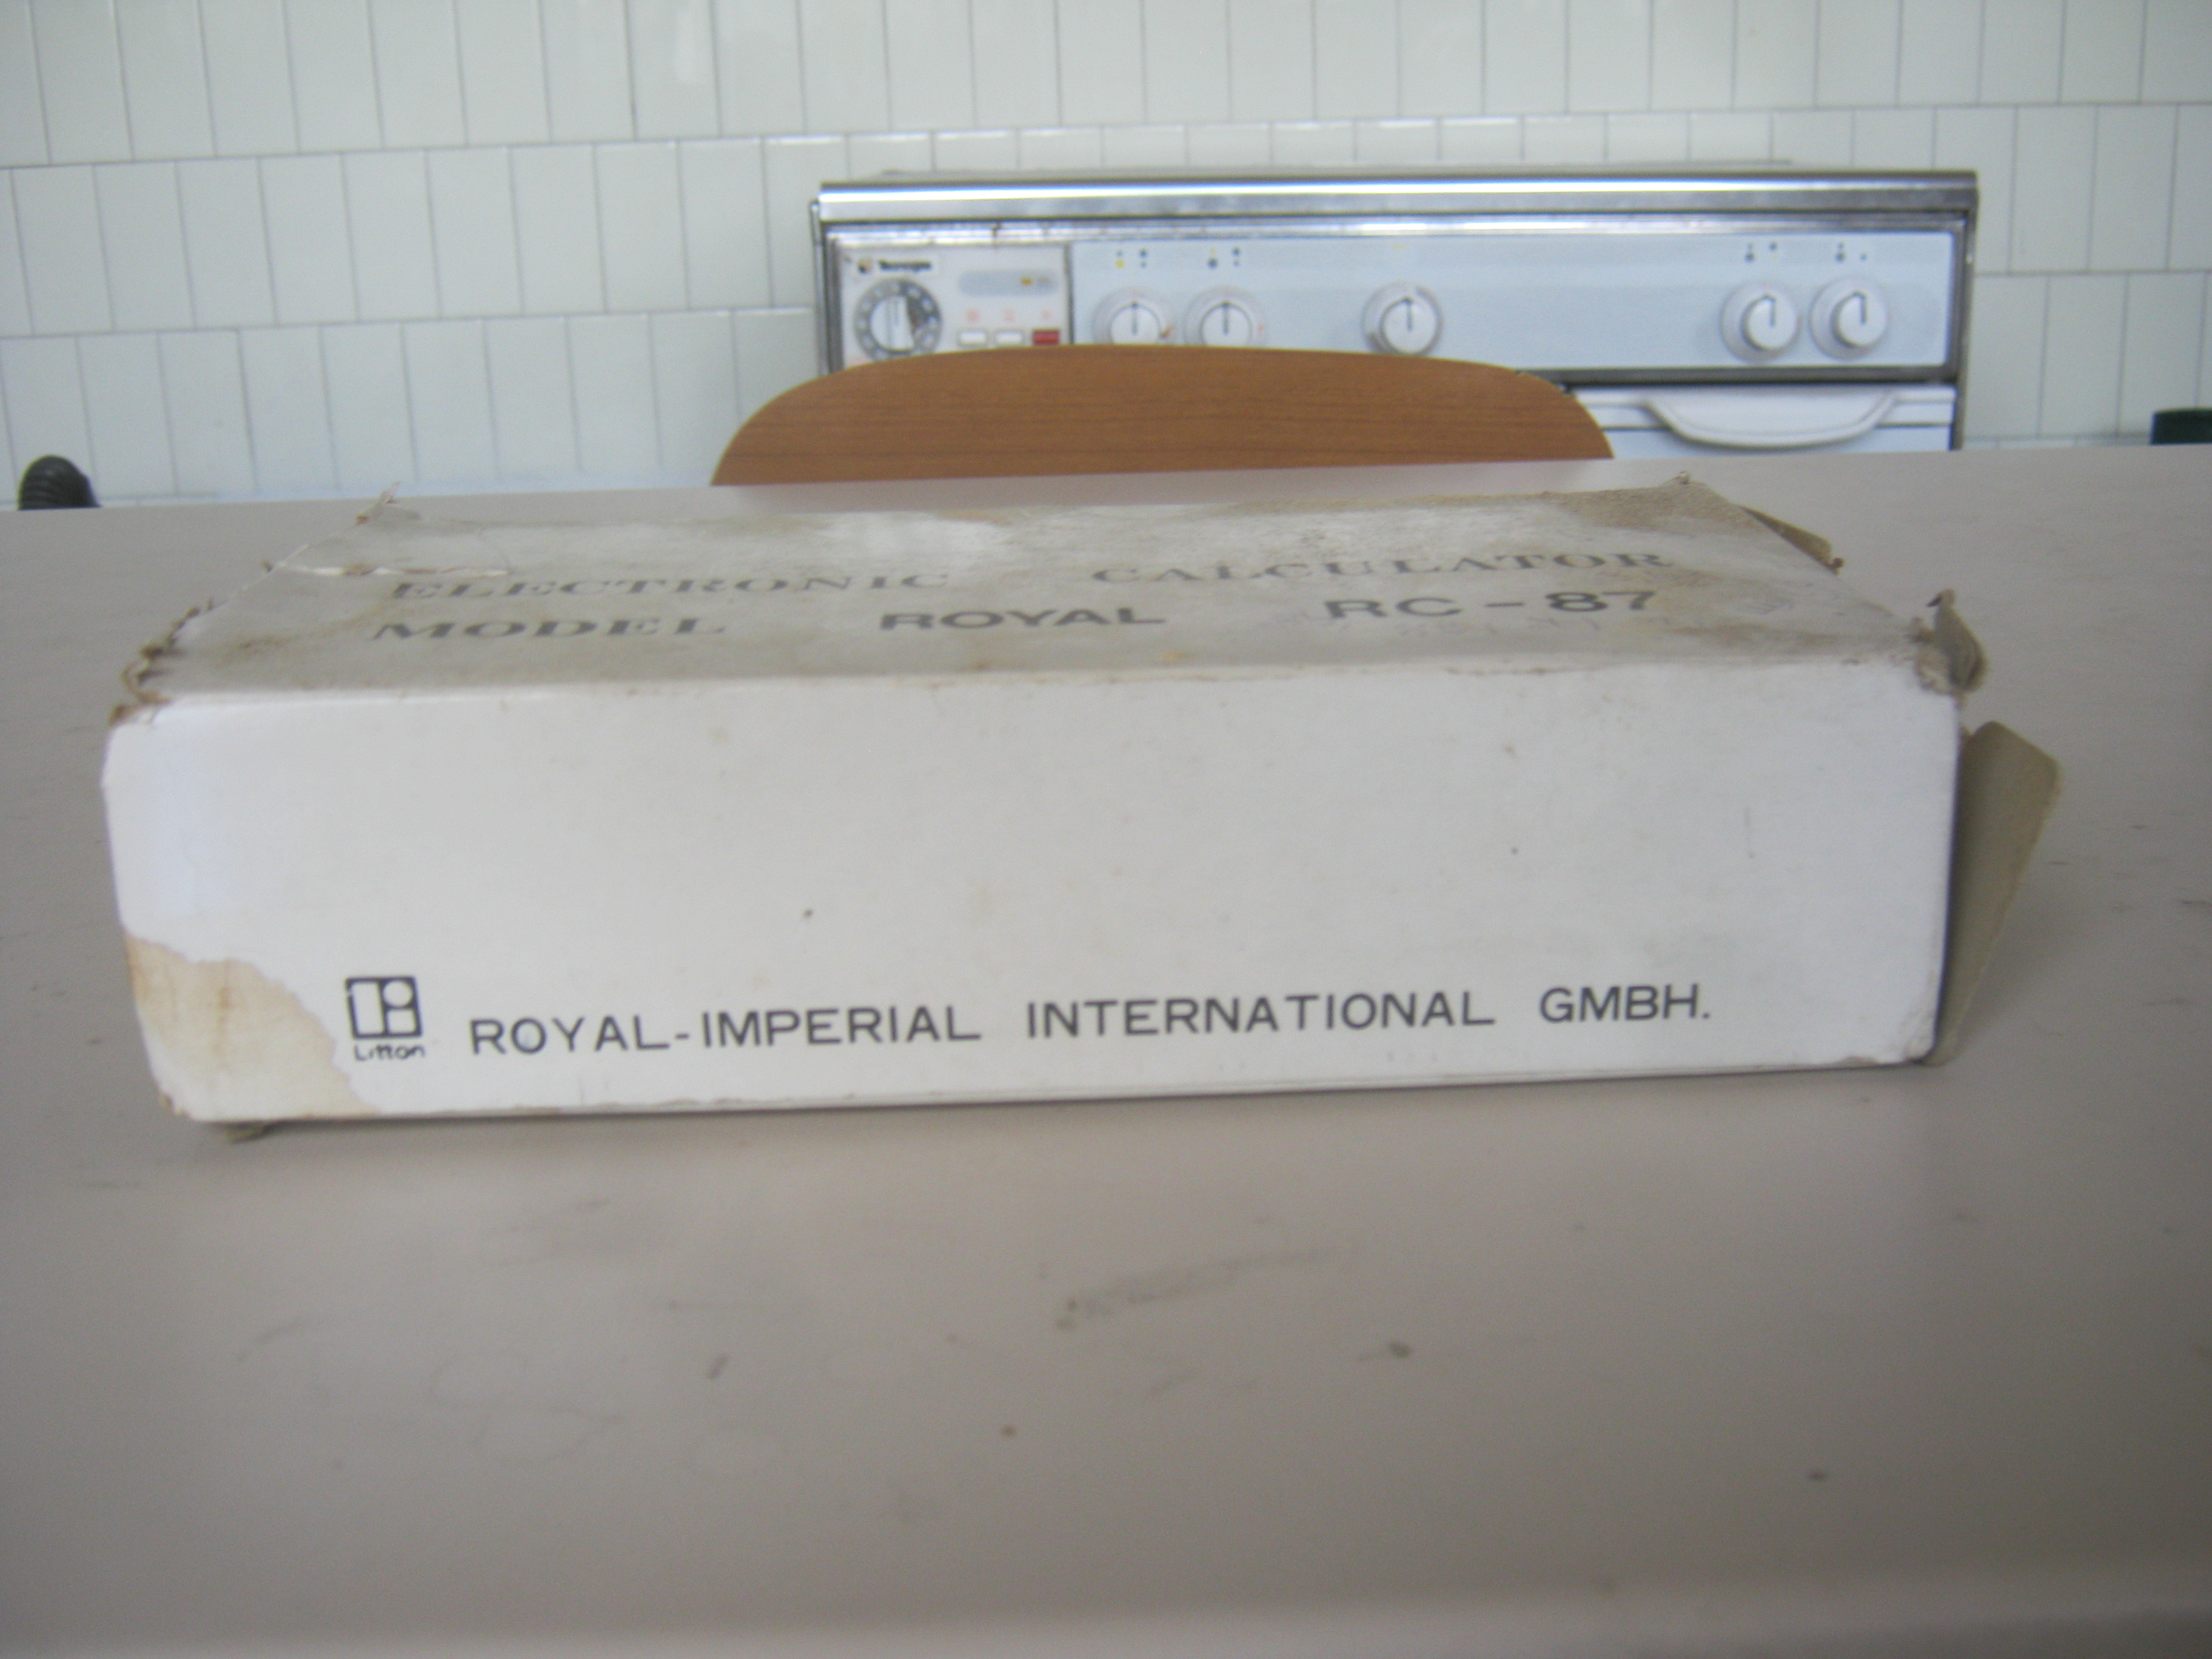 ELECTRONIC CALCULATOR
MODEL ROYAL RC-87
Litton
ROYAL-IMPERIAL INTERNATIONAL GMBH.